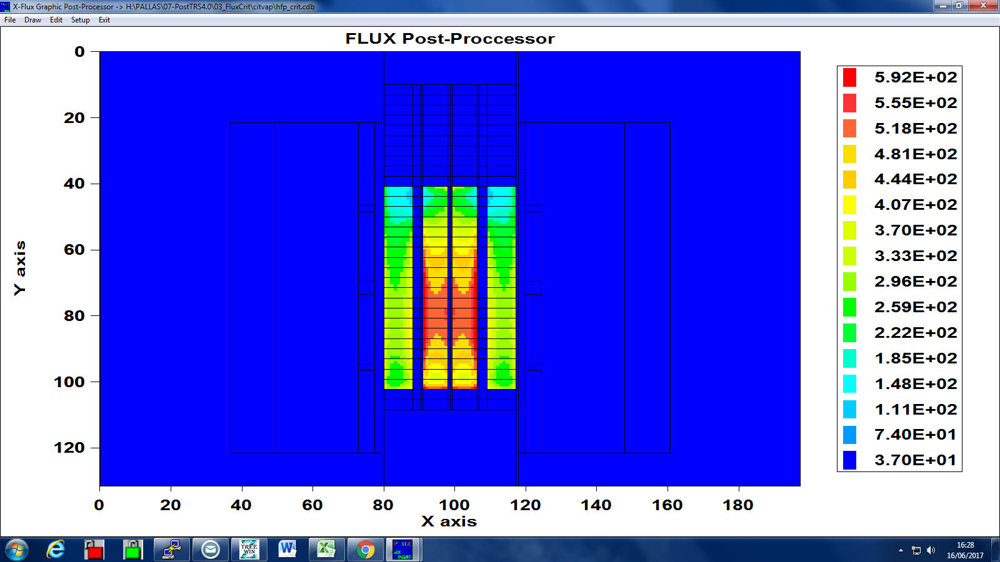 X-Flux Graphic Post-Processor -> H:\PALLAS\07-PostTRS4.0\03_FluxCrit\citvap\hfp_crit.cdb
File Draw Edit Setup Exit
FLUX Post-Proccessor
0
20
40
60
80
100
120
Y axis
0 20 40 60 80 100 120 140 160 180
X axis
5.92E+02
5.55E+02
5.18E+02
4.81E+02
4.44E+02
4.07E+02
3.70E+02
3.33E+02
2.96E+02
2.59E+02
2.22E+02
1.85E+02
1.48E+02
1.11E+02
7.40E+01
3.70E+01
TREE
WIN
FLUX
INVAP
16:28
16/06/2017